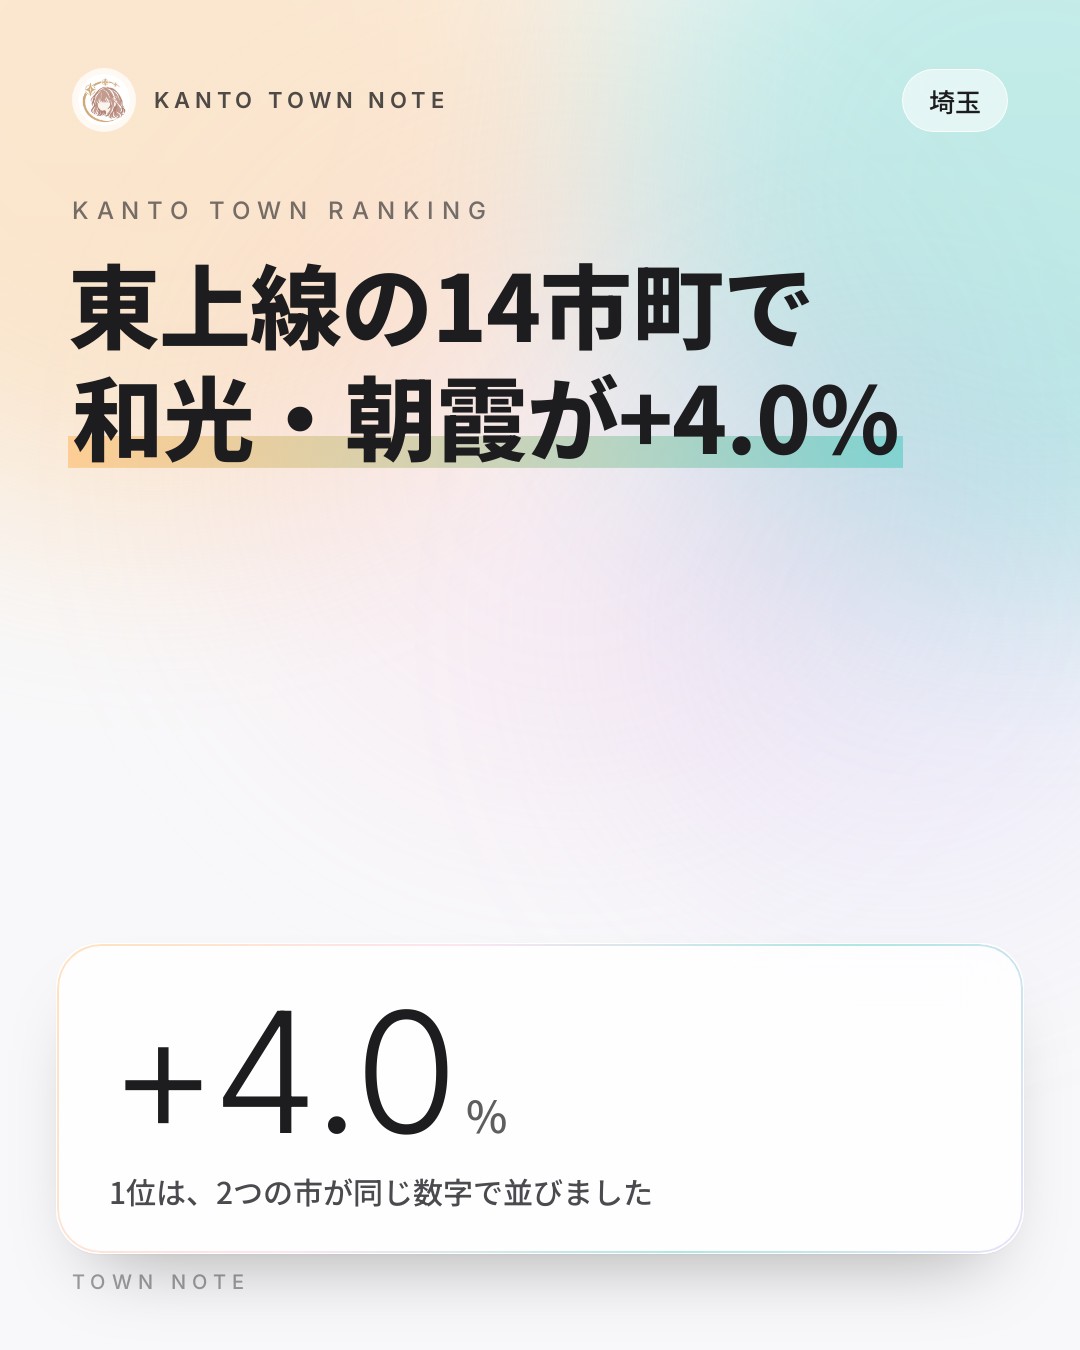 KANTO TOWN NOTE
埼玉
KANTO TOWN RANKING
東上線の14市町で
和光・朝霞が+4.0%
+4.0%
1位は、2つの市が同じ数字で並びました
TOWN NOTE